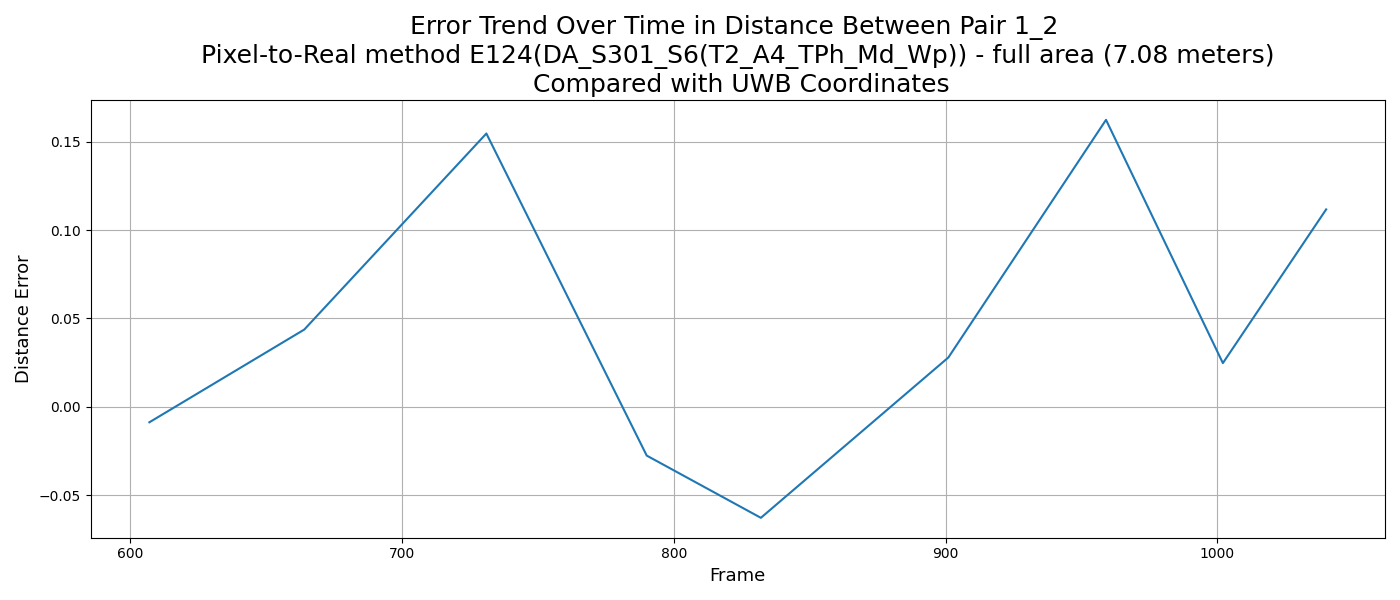 Error Trend Over Time in Distance Between Pair 1_2
Pixel-to-Real method E124(DA_S301_S6(T2_A4_TPh_Md_Wp)) - full area (7.08 meters)
Compared with UWB Coordinates
Distance Error
0.15
0.10
0.05
0.00
−0.05
600 700 800 900 1000
Frame